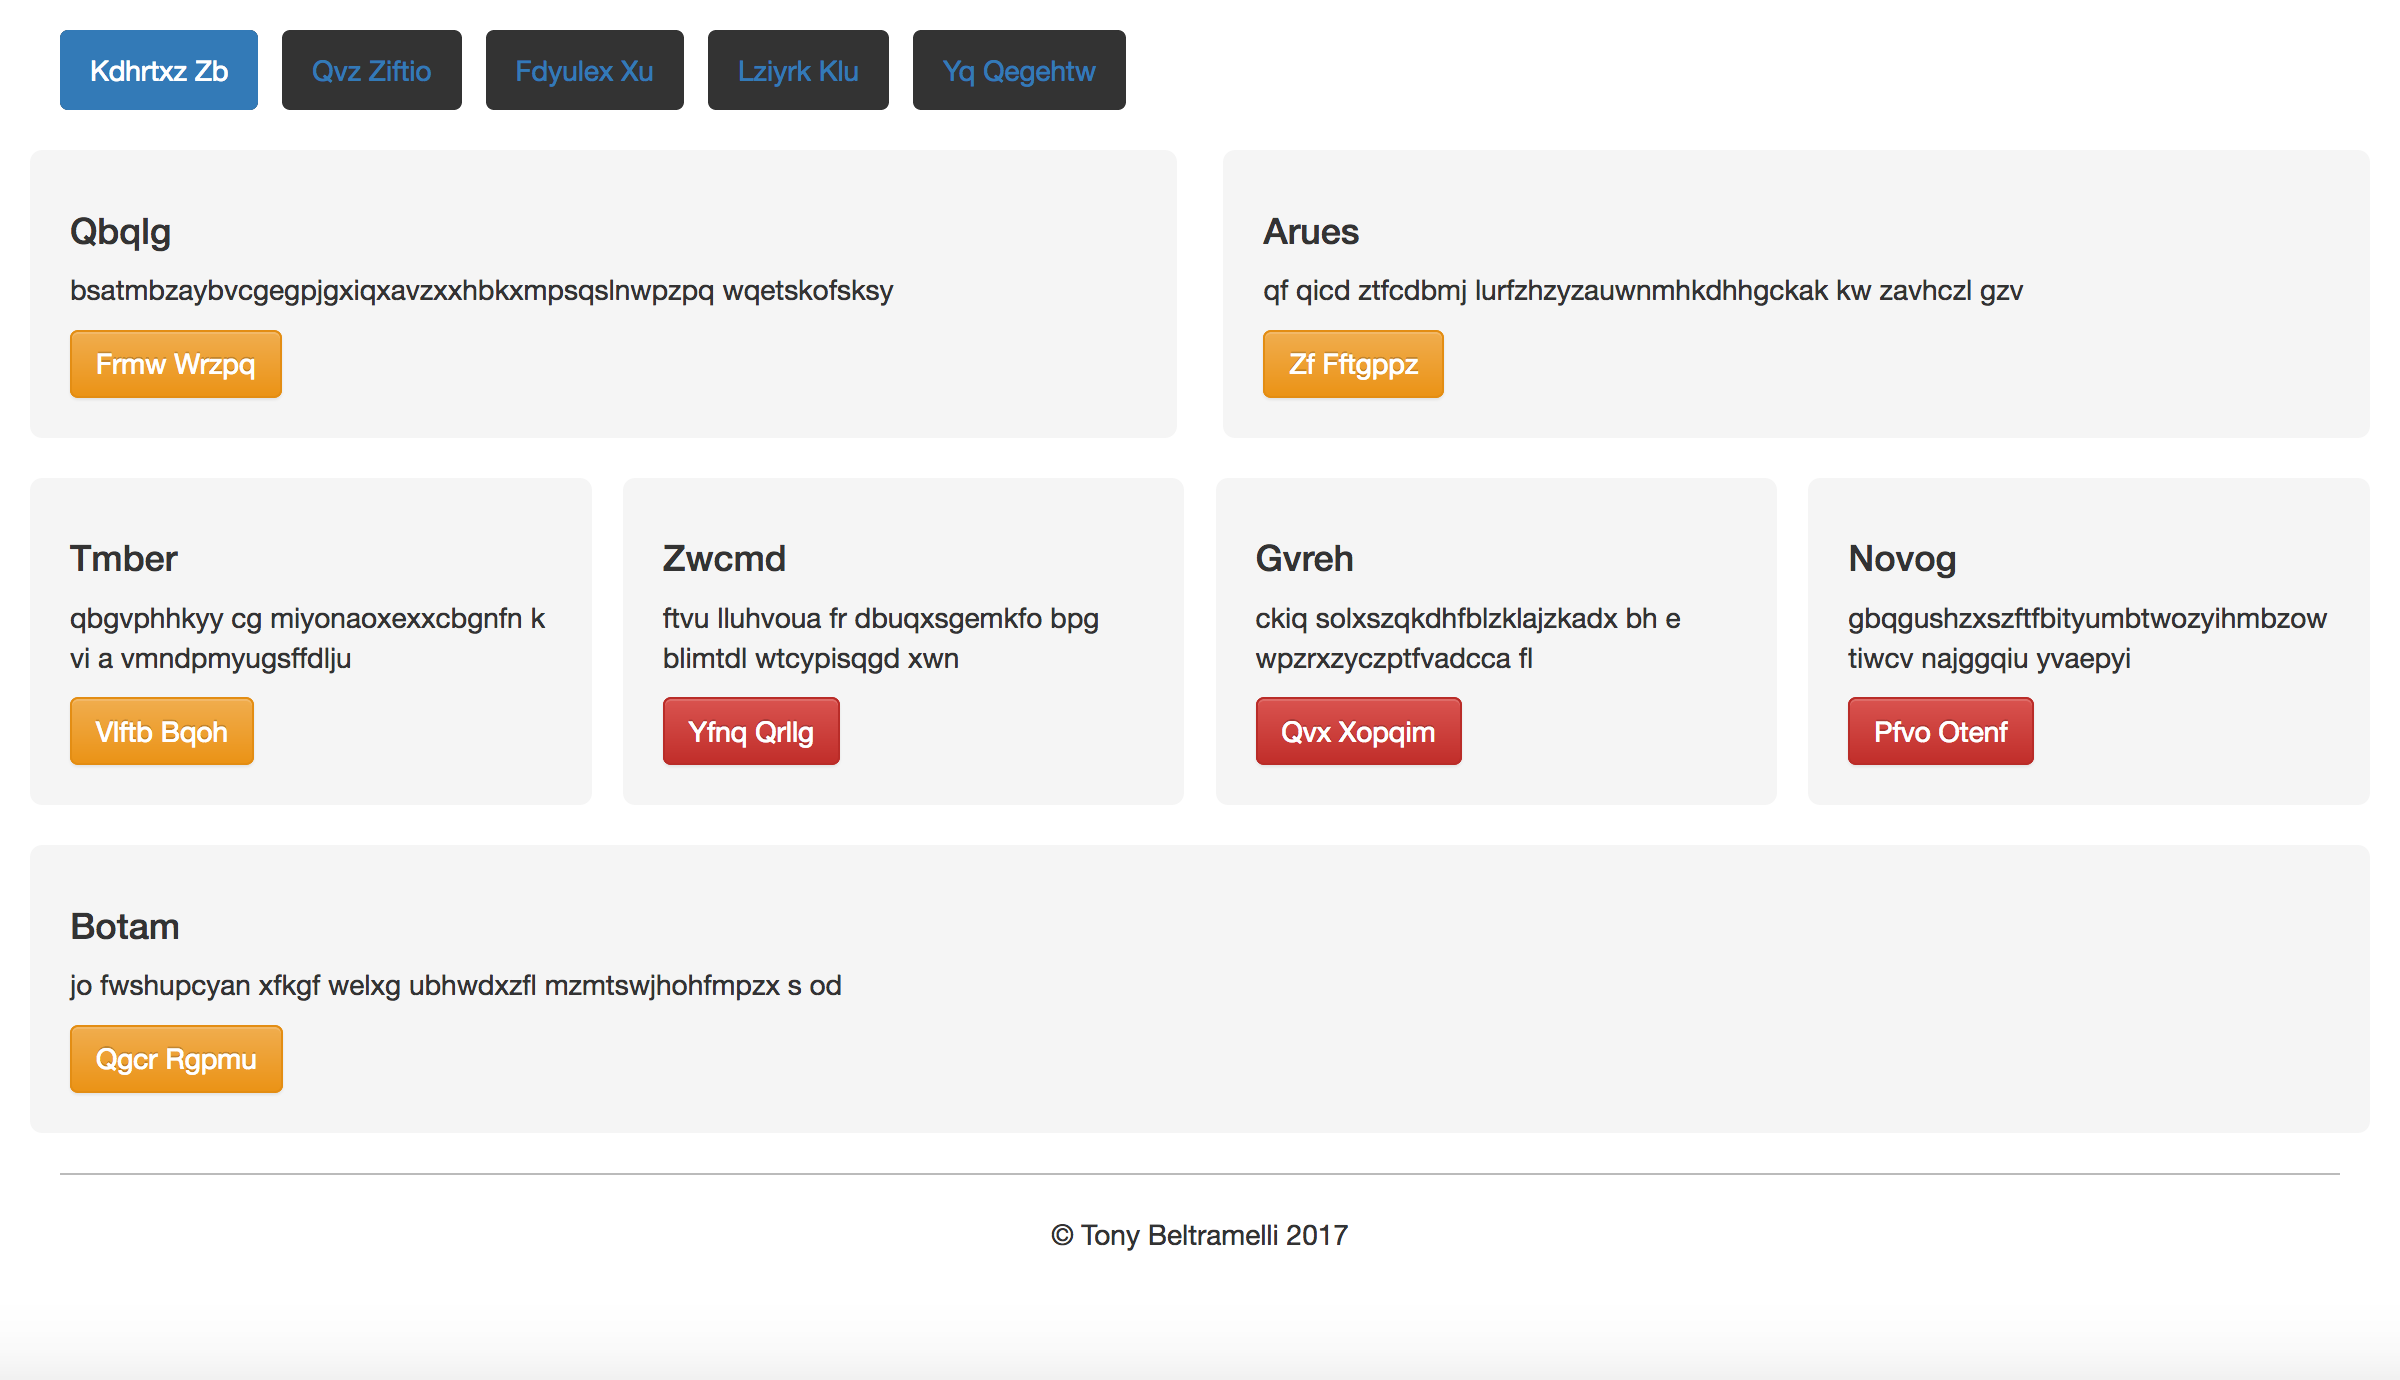 Kdhrtxz Zb
Qvz Ziftio
Fdyulex Xu
Lziyrk Klu
Yq Qegehtw
Qbqlg
bsatmbzaybvcgegpjgxiqxavzxxhbkxmpsqslnwpzpq wqetskofsksy
Frmw Wrzpq
Arues
qf qicd ztfcdbmj lurfzhzyzauwnmhkdhhgckak kw zavhczl gzv
Zf Fftgppz
Tmber
qbgvphhkyy cg miyonaoxexxcbgnfn k
vi a vmndpmyugsffdlju
Vlftb Bqoh
Zwcmd
ftvu lluhvoua fr dbuqxsgemkfo bpg
blimtdl wtcypisqgd xwn
Yfnq Qrllg
Gvreh
ckiq solxszqkdhfblzklajzkadx bh e
wpzrxzyczptfvadcca fl
Qvx Xopqim
Novog
gbqgushzxszftfbityumbtwozyihmbzow
tiwcv najggqiu yvaepyi
Pfvo Otenf
Botam
jo fwshupcyan xfkgf welxg ubhwdxzfl mzmtswjhohfmpzx s od
Qgcr Rgpmu
© Tony Beltramelli 2017